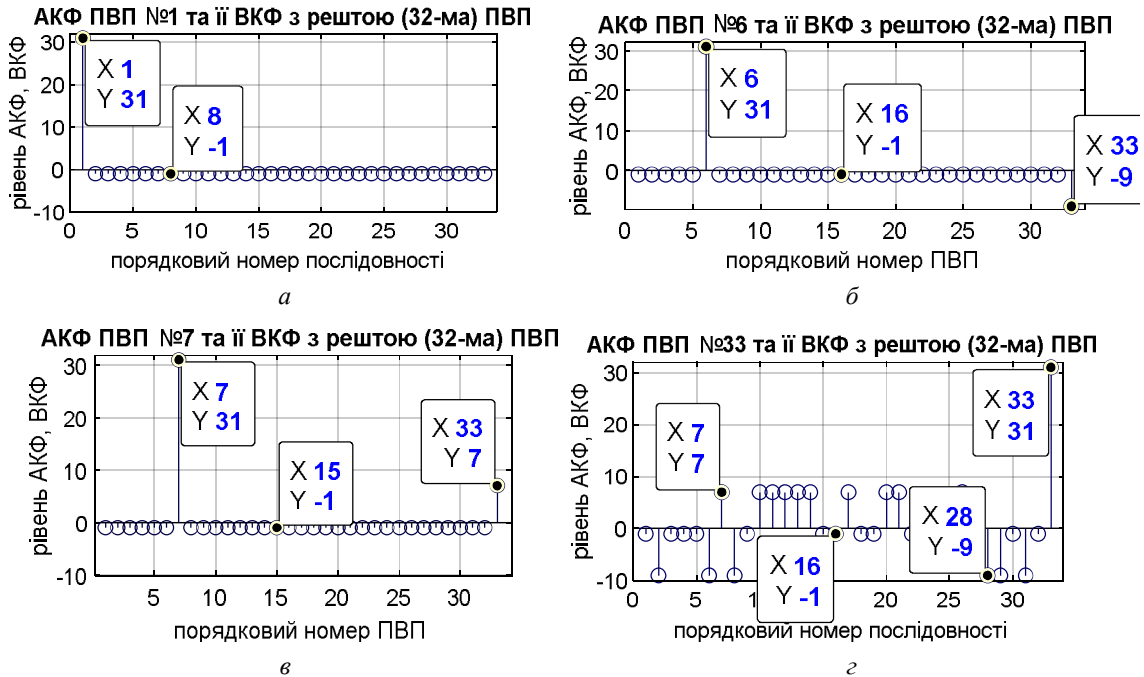 АКФ ПВП №1 та її ВКФ з рештою (32-ма) ПВП
рівень АКФ, ВКФ
30
20
10
0
-10
X 1
Y 31
X 8
Y -1
0 5 10 15 20 25 30
порядковий номер послідовності
а
АКФ ПВП №6 та її ВКФ з рештою (32-ма) ПВП
рівень АКФ, ВКФ
30
20
10
0
X 6
Y 31
X 16
Y -1
X 33
Y -9
0 5 10 15 20 25 30
порядковий номер ПВП
б
АКФ ПВП №7 та її ВКФ з рештою (32-ма) ПВП
рівень АКФ, ВКФ
30
20
10
0
-10
X 7
Y 31
X 15
Y -1
X 33
Y 7
5 10 15 20 25 30
порядковий номер ПВП
в
АКФ ПВП №33 та її ВКФ з рештою (32-ма) ПВП
рівень АКФ, ВКФ
30
20
10
0
-10
X 7
Y 7
X 33
Y 31
X 28
Y -9
X 16
Y -1
0 5 10 20 25 30
порядковий номер послідовності
г